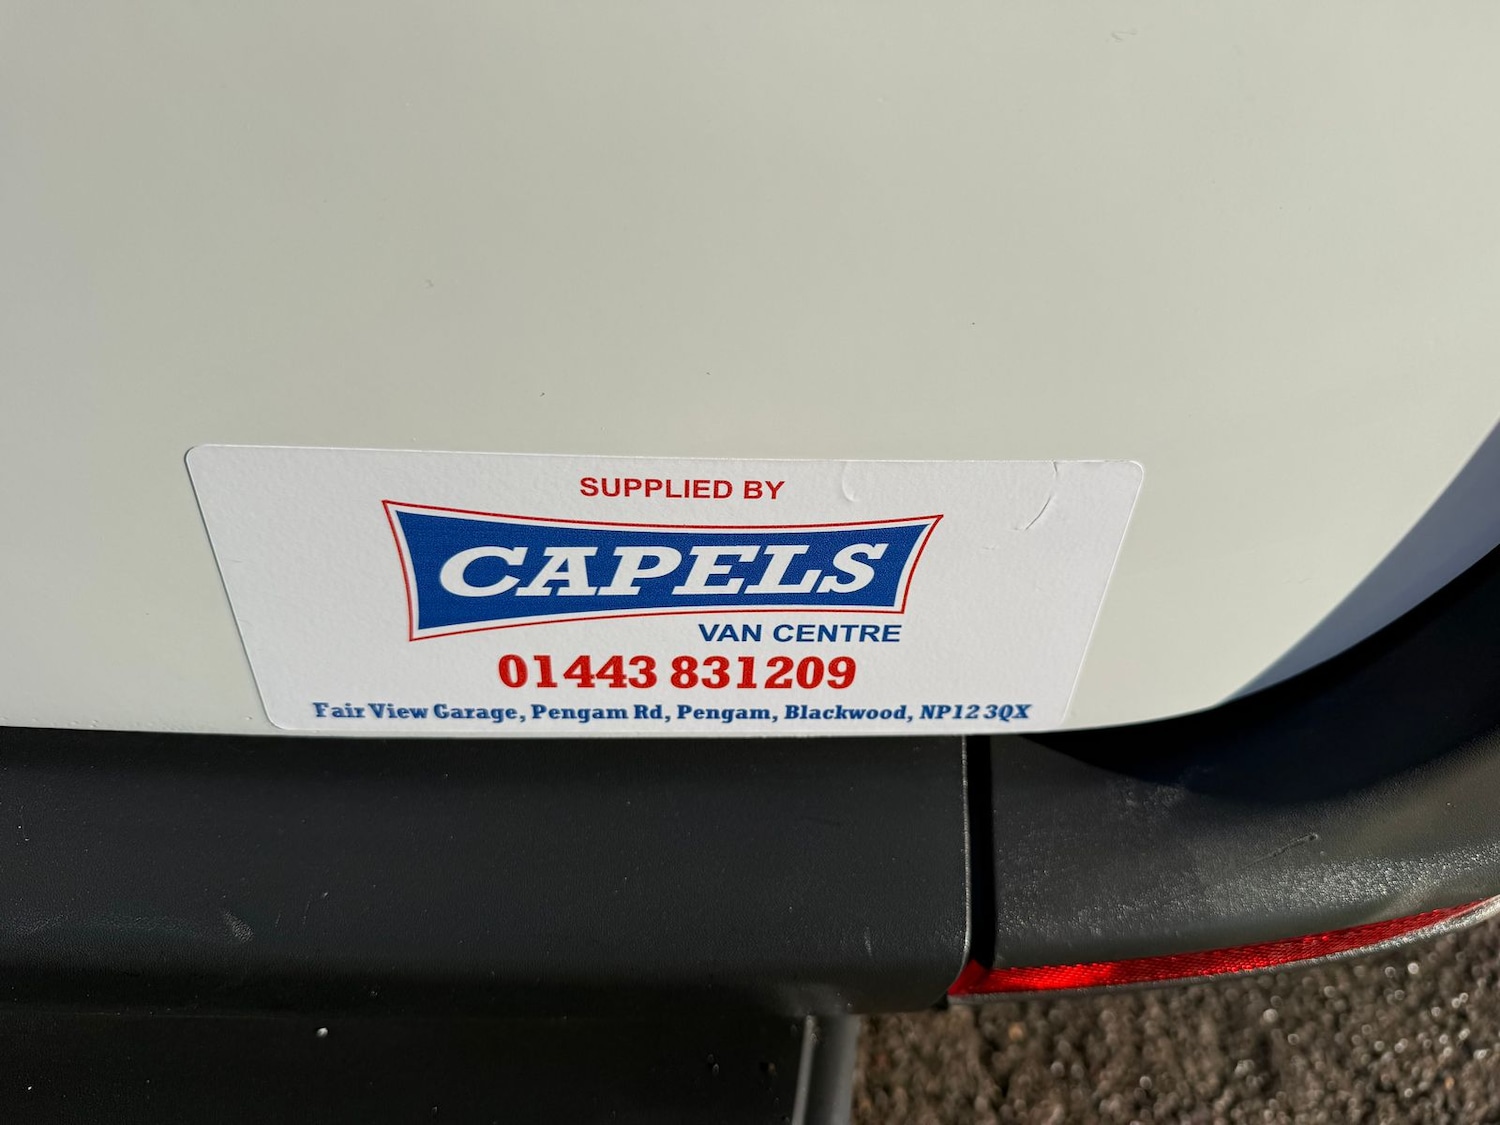 SUPPLIED BY
CAPELS
VAN CENTRE
01443 831209
Fair View Garage, Pengam Rd, Pengam, Blackwood, NP12 3QX